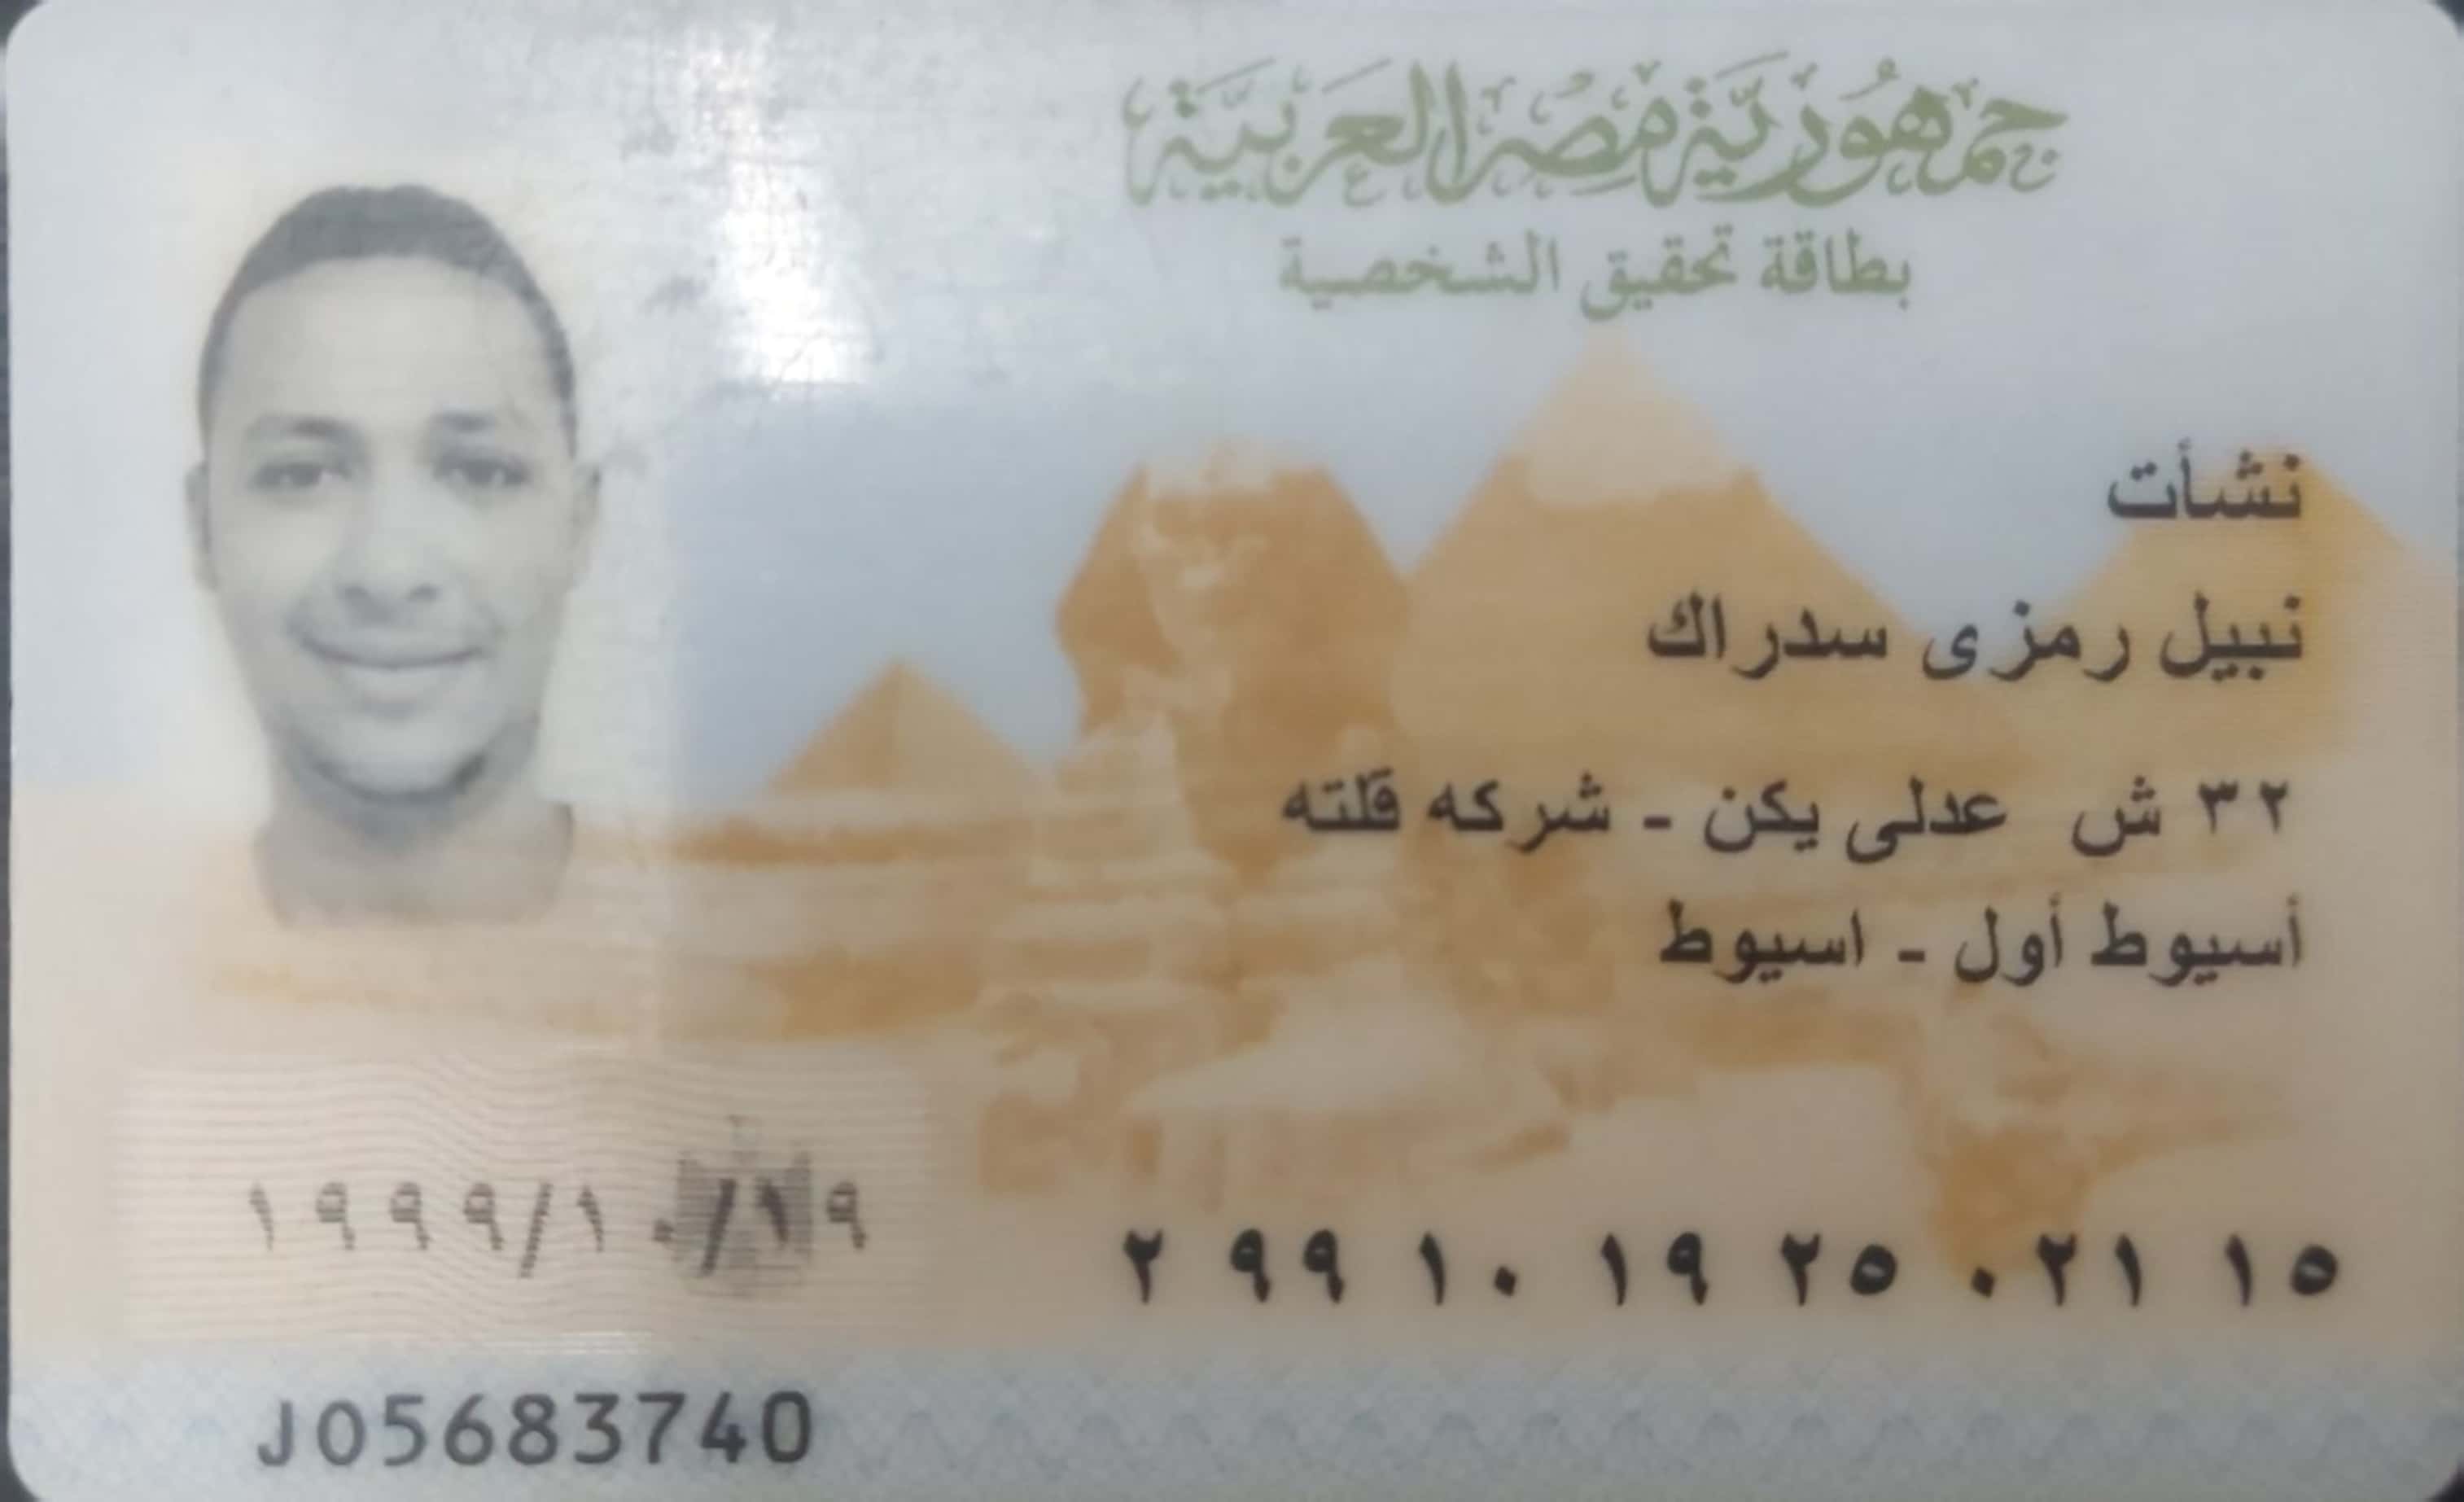 جمهورية مصر العربية
بطاقة تحقيق الشخصية
نشأت
نبيل رمزى سدراك
٣٢ ش عدلى يكن - شركه قلته
أسيوط أول - اسيوط
١٩٩٩/١٠/١٩
٢ ٩٩ ١٠ ١٩ ٢٥ ٠٢١ ١٥
JO5683740